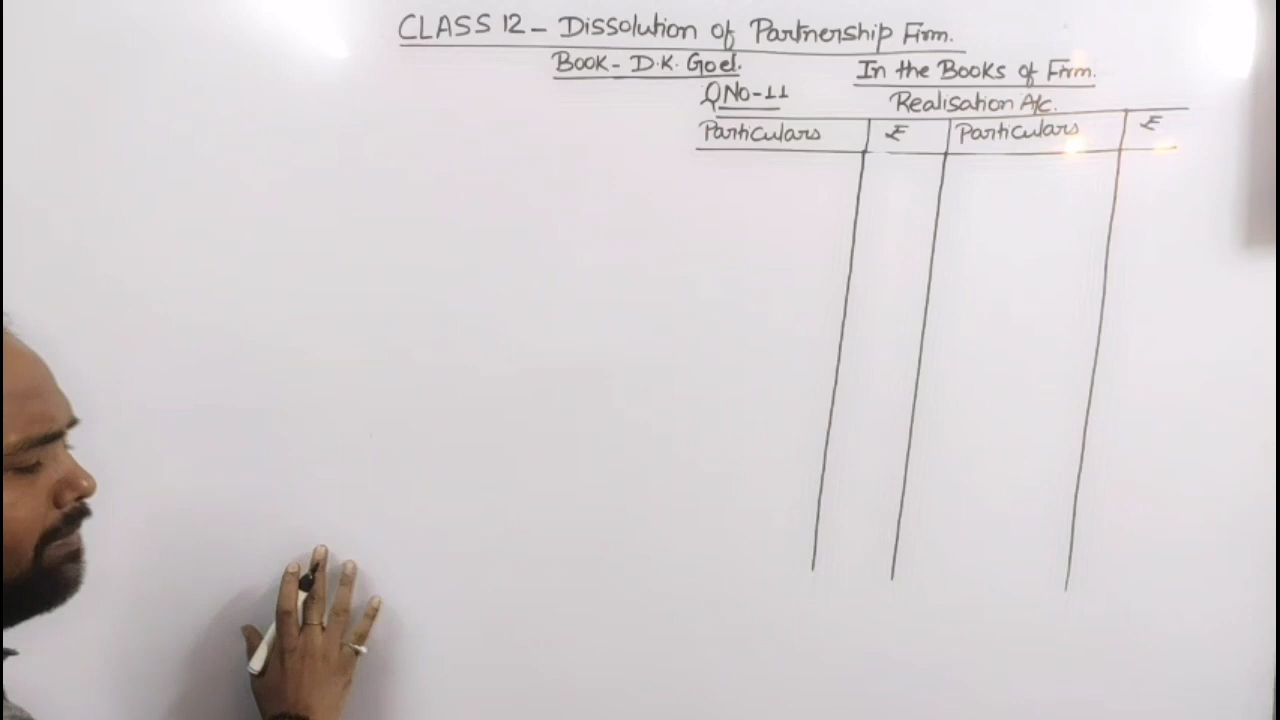 CLASS 12 - Dissolution of Partnership Firm.
Book - D.K. Goel.
In the Books of Firm.
QNo-11
Realisation A/c.
Particulars ₹ Particulars ₹